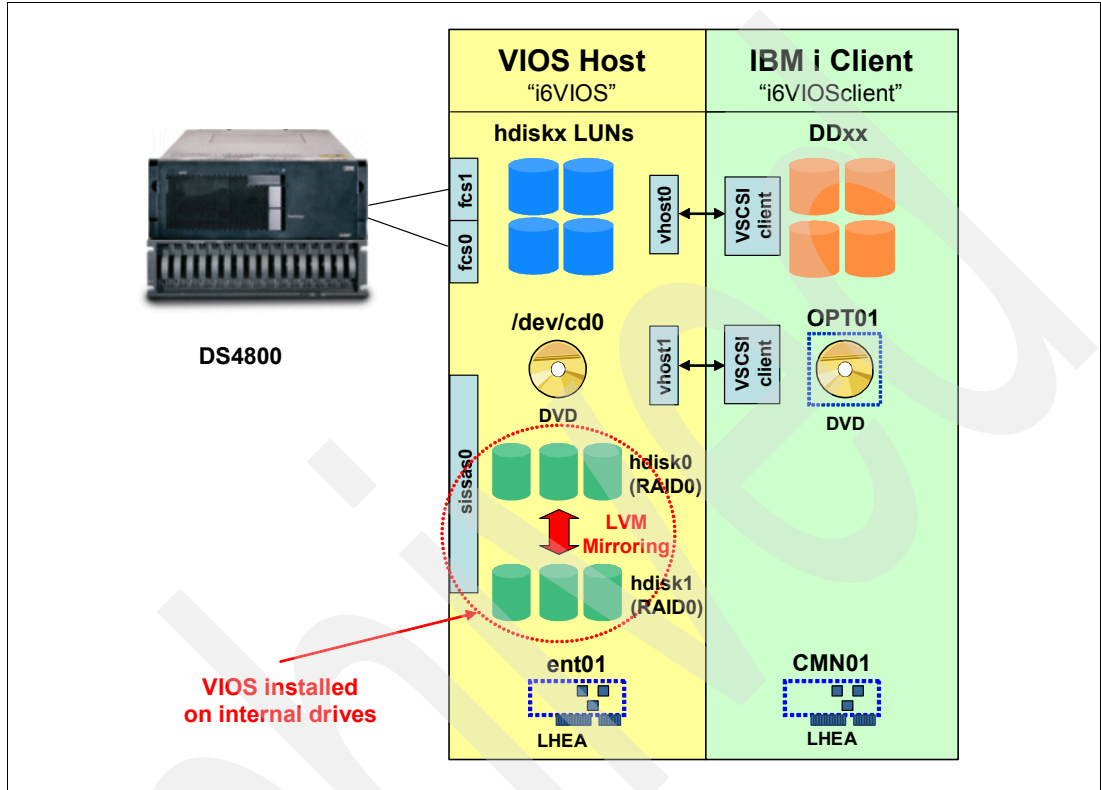 VIOS Host
“i6VIOS”
IBM i Client
“i6VIOSclient”
hdiskx LUNs
DDxx
fcs1
fcs0
vhost0
VSCSI
client
DS4800
/dev/cd0
DVD
vhost1
VSCSI
client
OPT01
DVD
sissas0
hdisk0
(RAID0)
LVM
Mirroring
hdisk1
(RAID0)
VIOS installed
on internal drives
ent01
LHEA
CMN01
LHEA